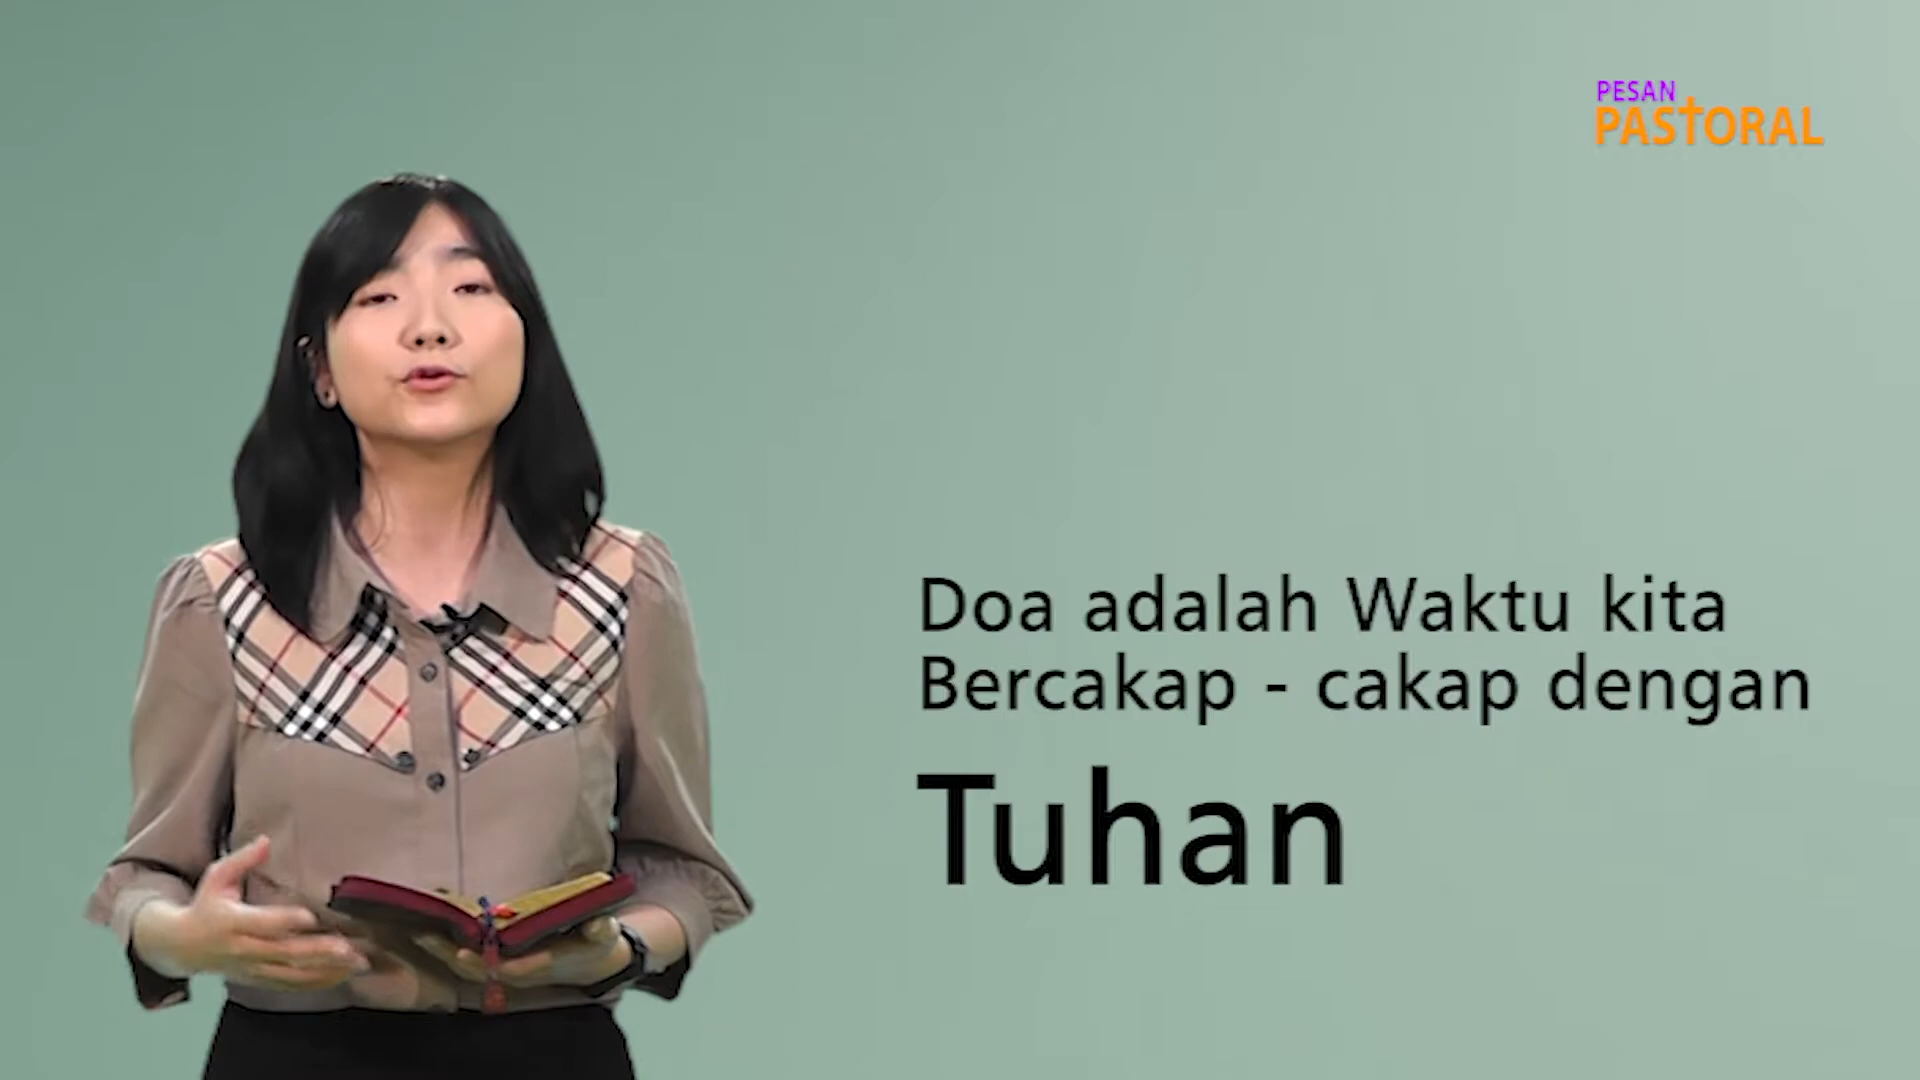 PESAN
PASTORAL
Doa adalah Waktu kita
Bercakap - cakap dengan
Tuhan